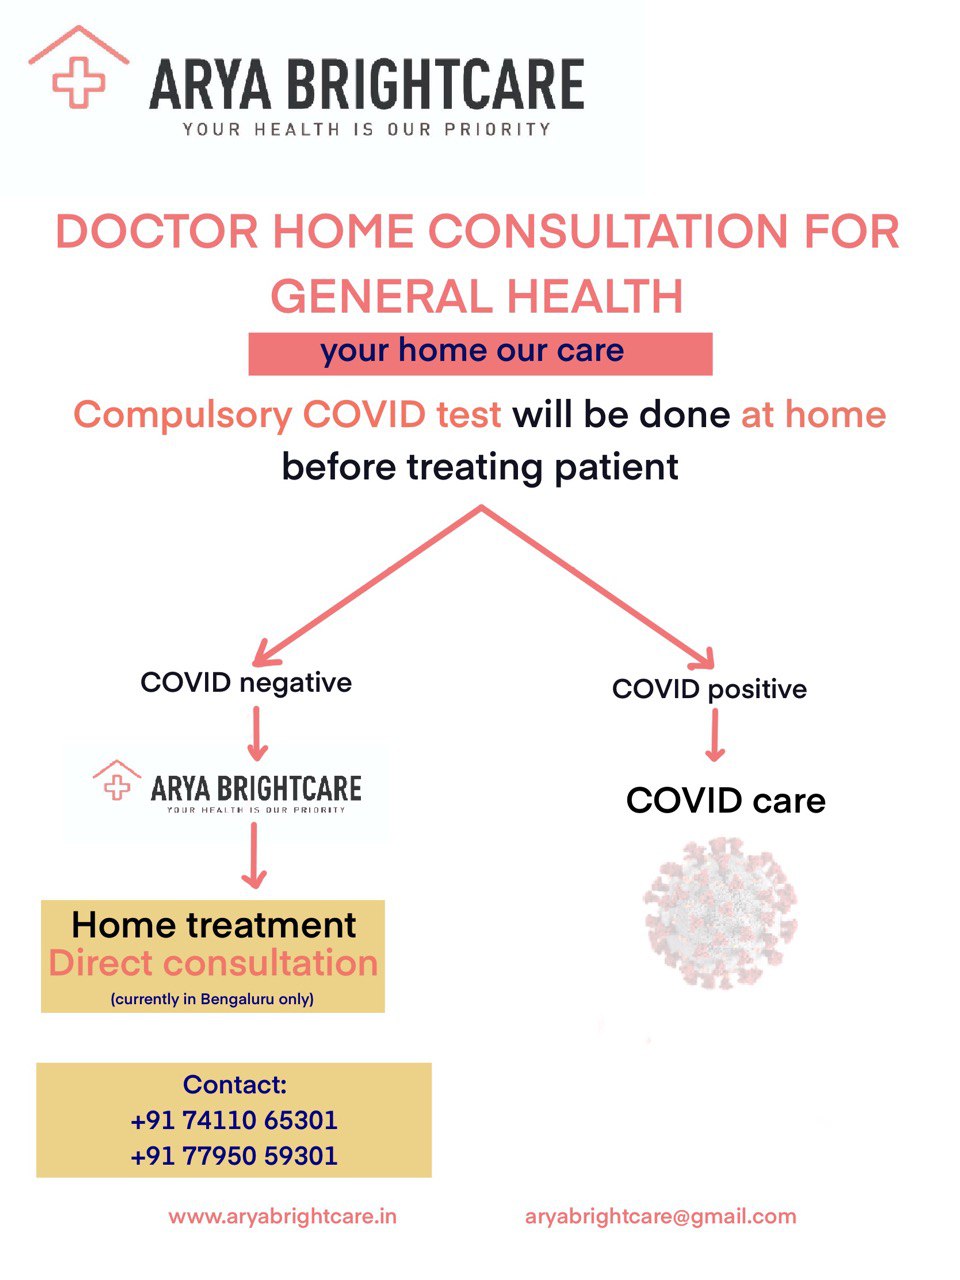 ARYA BRIGHTCARE
YOUR HEALTH IS OUR PRIORITY
DOCTOR HOME CONSULTATION FOR
GENERAL HEALTH
your home our care
Compulsory COVID test will be done at home
before treating patient
COVID negative
COVID positive
ARYA BRIGHTCARE
YOUR HEALTH IS OUR PRIORITY
COVID care
Home treatment
Direct consultation
(currently in Bengaluru only)
Contact:
+91 74110 65301
+91 77950 59301
www.aryabrightcare.in
aryabrightcare@gmail.com